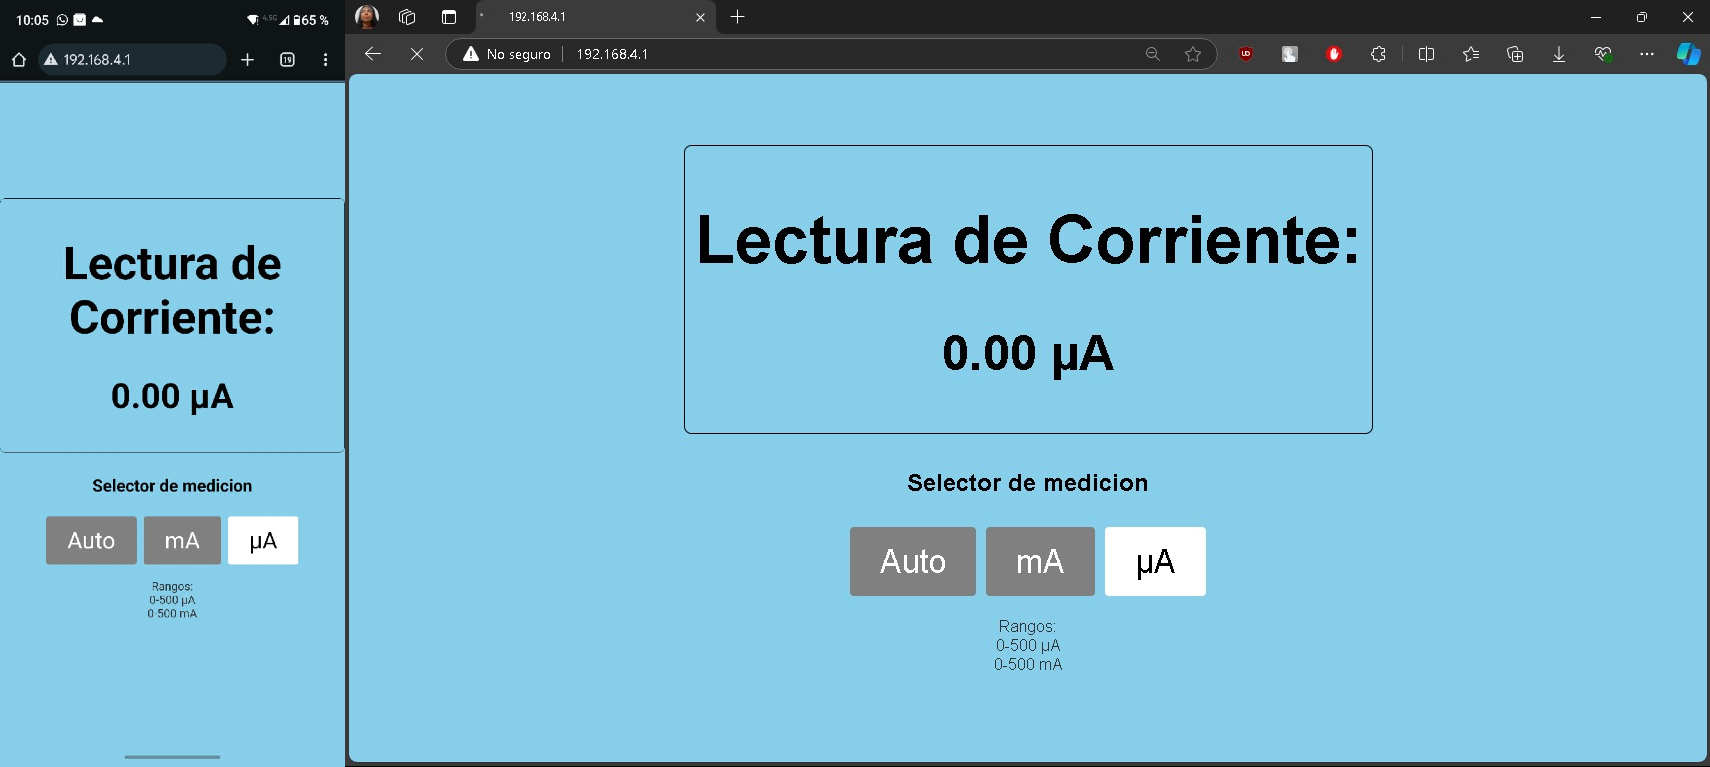 10:05
4.5G
65 %
192.168.4.1
19
Lectura de
Corriente:
0.00 µA
Selector de medicion
Auto
mA
µA
Rangos:
0-500 µA
0-500 mA
192.168.4.1
No seguro
192.168.4.1
Lectura de Corriente:
0.00 µA
Selector de medicion
Auto
mA
µA
Rangos:
0-500 µA
0-500 mA